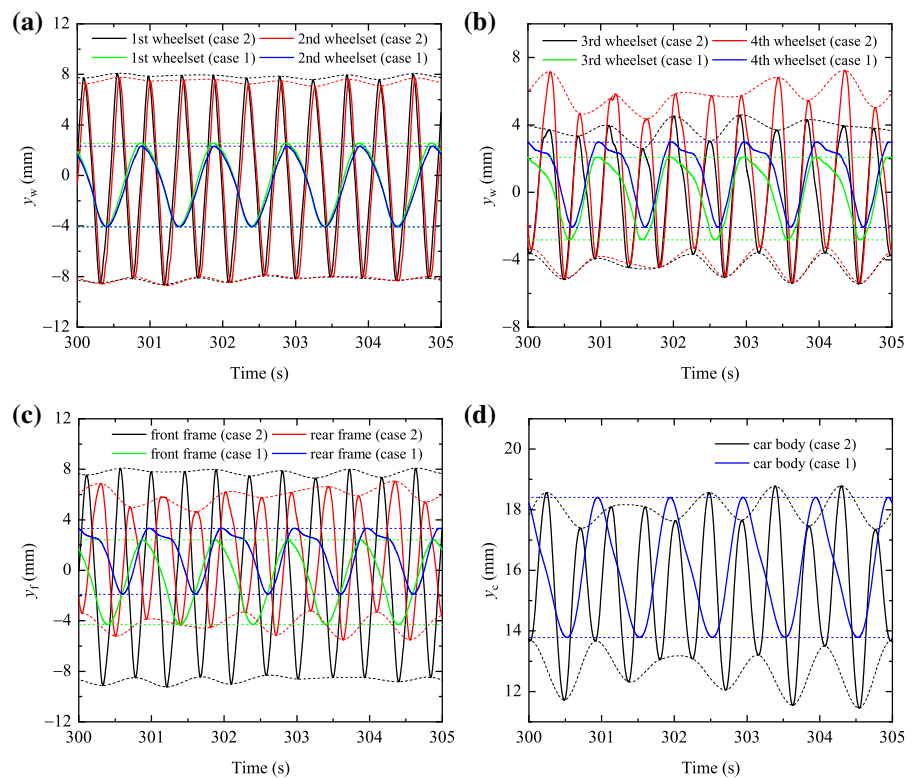 (a)
12
8
4
0
−4
−8
−12
y_w (mm)
1st wheelset (case 2) 2nd wheelset (case 2)
1st wheelset (case 1) 2nd wheelset (case 1)
300 301 302 303 304 305
Time (s)
(b)
8
4
0
−4
−8
y_w (mm)
3rd wheelset (case 2) 4th wheelset (case 2)
3rd wheelset (case 1) 4th wheelset (case 1)
300 301 302 303 304 305
Time (s)
(c)
12
8
4
0
−4
−8
−12
y_f (mm)
front frame (case 2) rear frame (case 2)
front frame (case 1) rear frame (case 1)
300 301 302 303 304 305
Time (s)
(d)
20
18
16
14
12
y_c (mm)
car body (case 2)
car body (case 1)
300 301 302 303 304 305
Time (s)